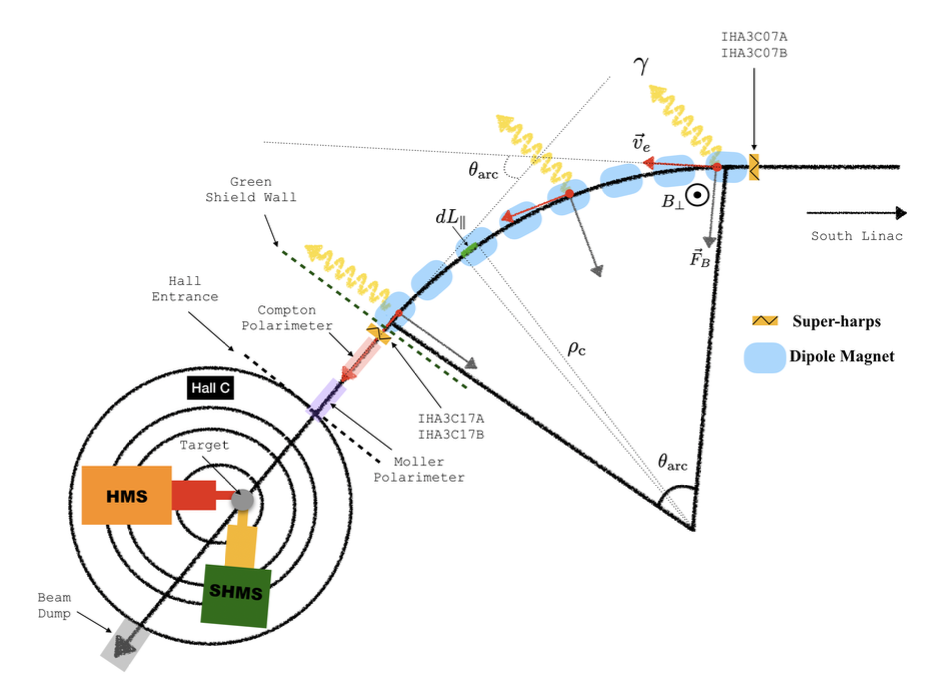 IHA3C07A
IHA3C07B
γ
v⃗ₑ
θarc
Green
Shield Wall
B⊥
dL∥
South Linac
F⃗B
Hall
Entrance
Compton
Polarimeter
Super-harps
ρc
Dipole Magnet
Hall C
IHA3C17A
IHA3C17B
Target
Moller
Polarimeter
θarc
HMS
SHMS
Beam
Dump